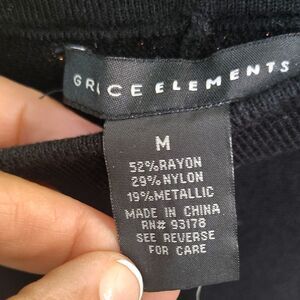 GRACE ELEMENTS
M
52%RAYON
29%NYLON
19%METALLIC
MADE IN CHINA
RN# 93178
SEE REVERSE
FOR CARE